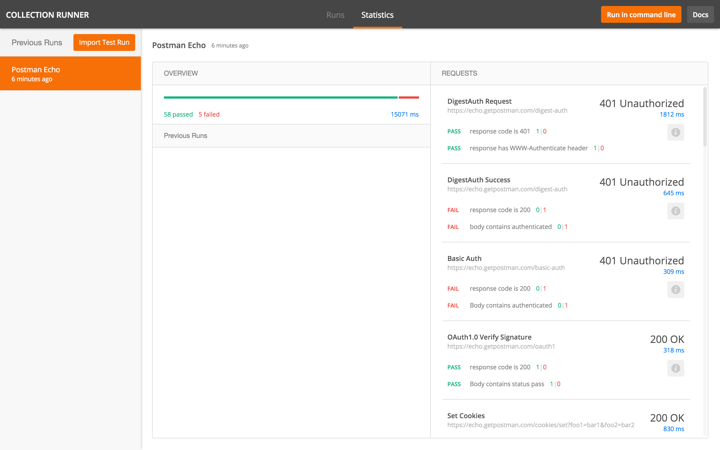 COLLECTION RUNNER
Runs
Statistics
Run in command line
Docs
Previous Runs
Import Test Run
Postman Echo
6 minutes ago
Postman Echo 6 minutes ago
OVERVIEW
58 passed 5 failed 15071 ms
Previous Runs
REQUESTS
DigestAuth Request 401 Unauthorized
https://echo.getpostman.com/digest-auth 1812 ms
PASS response code is 401 1|0
PASS response has WWW-Authenticate header 1|0
DigestAuth Success 401 Unauthorized
https://echo.getpostman.com/digest-auth 645 ms
FAIL response code is 200 0|1
FAIL body contains authenticated 0|1
Basic Auth 401 Unauthorized
https://echo.getpostman.com/basic-auth 309 ms
FAIL response code is 200 0|1
FAIL Body contains authenticated 0|1
OAuth1.0 Verify Signature 200 OK
https://echo.getpostman.com/oauth1 318 ms
PASS response code is 200 1|0
PASS Body contains status pass 1|0
Set Cookies 200 OK
https://echo.getpostman.com/cookies/set?foo1=bar1&foo2=bar2 830 ms